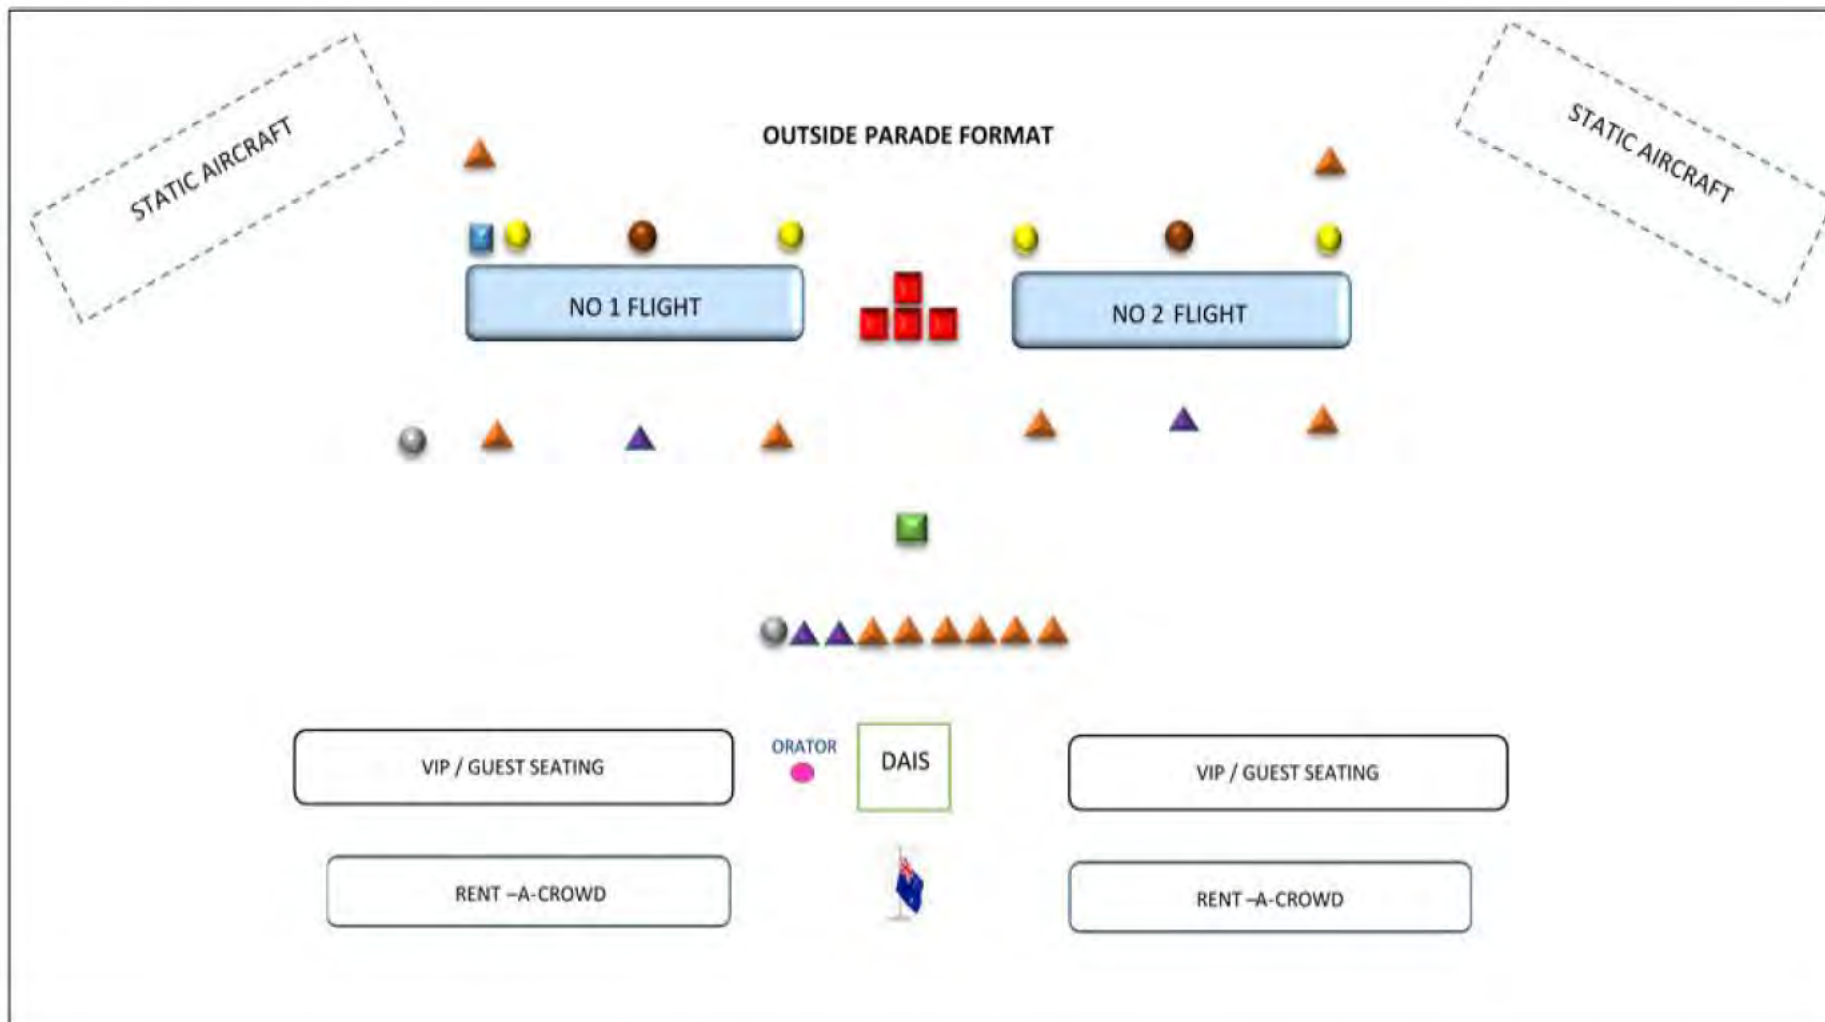 STATIC AIRCRAFT
STATIC AIRCRAFT
OUTSIDE PARADE FORMAT
NO 1 FLIGHT
NO 2 FLIGHT
VIP / GUEST SEATING
ORATOR
DAIS
VIP / GUEST SEATING
RENT –A-CROWD
RENT –A-CROWD